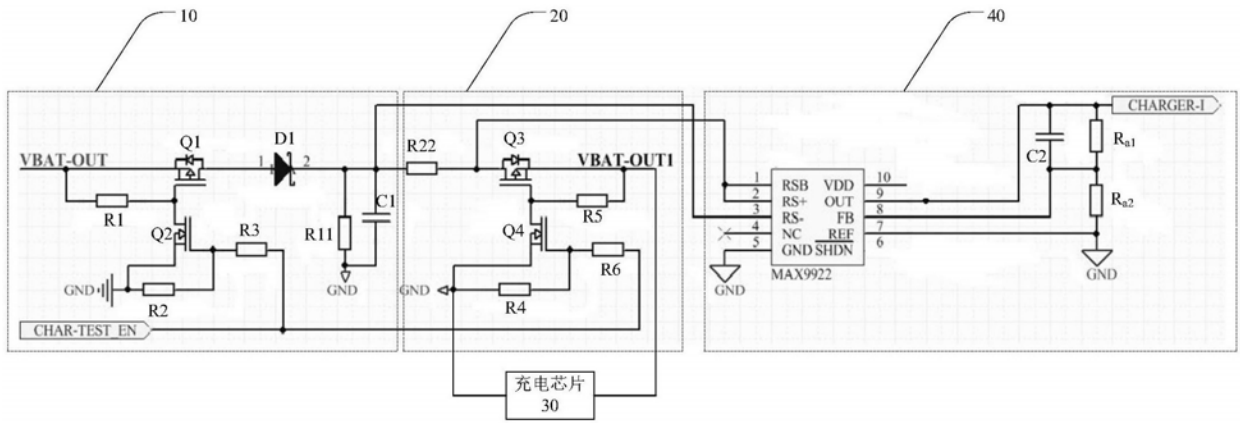 10
20
40
VBAT-OUT
Q1
D1
1
2
R1
Q2
R3
R2
GND
R11
C1
GND
CHAR-TEST_EN
R22
Q3
VBAT-OUT1
R5
Q4
R6
R4
GND
充电芯片
30
1 RSB VDD 10
2 RS+ OUT 9
3 RS- FB 8
4 NC REF 7
5 GND SHDN 6
MAX9922
GND
CHARGER-I
C2
Ra1
Ra2
GND